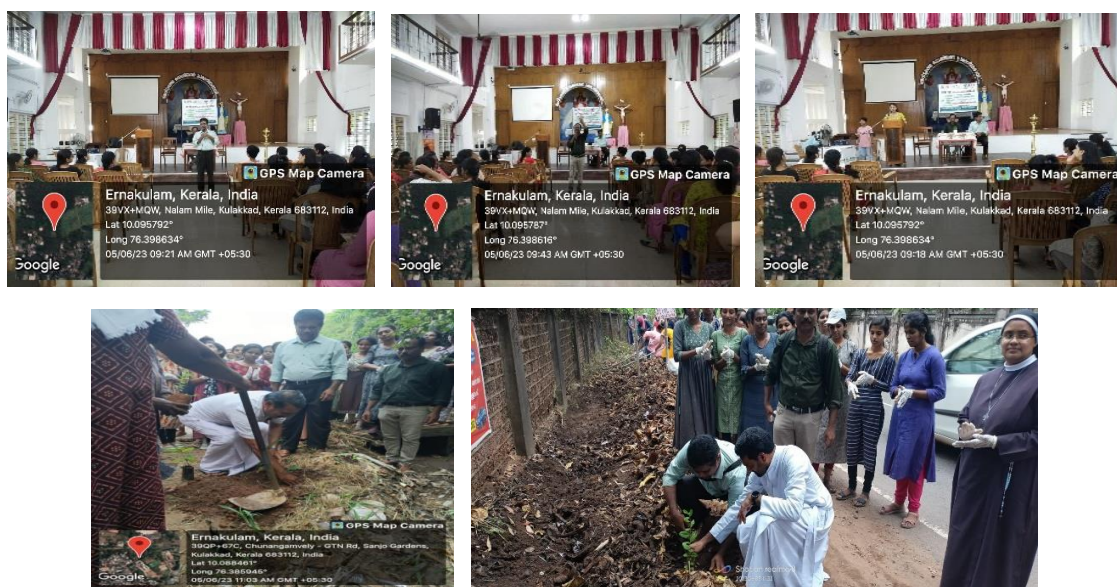 GPS Map Camera
Ernakulam, Kerala, India
39VX+MQW, Nalam Mile, Kulakkad, Kerala 683112, India
Lat 10.095792°
Long 76.398634°
05/06/23 09:21 AM GMT +05:30
Google
GPS Map Camera
Ernakulam, Kerala, India
39VX+MQW, Nalam Mile, Kulakkad, Kerala 683112, India
Lat 10.095787°
Long 76.398616°
05/06/23 09:43 AM GMT +05:30
Google
GPS Map Camera
Ernakulam, Kerala, India
39VX+MQW, Nalam Mile, Kulakkad, Kerala 683112, India
Lat 10.095792°
Long 76.398634°
05/06/23 09:18 AM GMT +05:30
Google
GPS Map Camera
Ernakulam, Kerala, India
39QP+67C, Chunangamvely - GTN Rd, Sanjo Gardens,
Kulakkad, Kerala 683112, India
Lat 10.088461°
Long 76.385945°
05/06/23 11:03 AM GMT +05:30
Google
Shot on